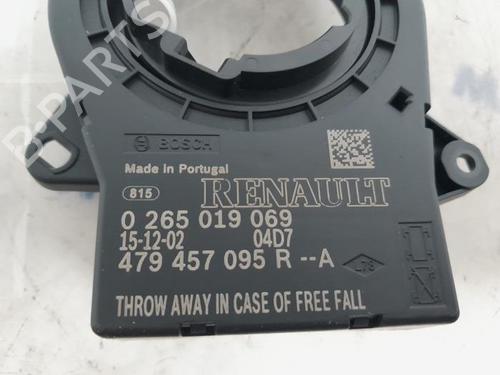 B-PARTS
BOSCH
Made in Portugal
815
RENAULT
0 265 019 069
15-12-02 04D7
479 457 095 R --A
THROW AWAY IN CASE OF FREE FALL